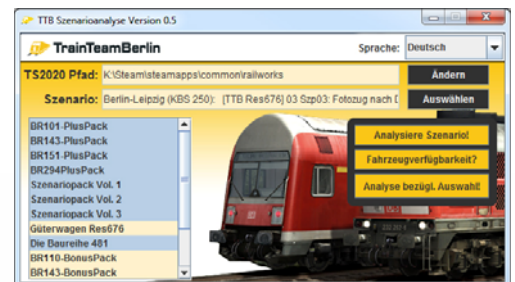 TTB Szenarioanalyse Version 0.5
TrainTeamBerlin
Sprache: Deutsch
TS2020 Pfad: K:\Steam\steamapps\common\railworks Ändern
Szenario: Berlin-Leipzig (KBS 250): [TTB Res676] 03 Szp03: Fotozug nach D Auswählen
BR101-PlusPack
BR143-PlusPack
BR151-PlusPack
BR294PlusPack
Szenariopack Vol. 1
Szenariopack Vol. 2
Szenariopack Vol. 3
Güterwagen Res676
Die Baureihe 481
BR110-BonusPack
BR143-BonusPack
Analysiere Szenario!
Fahrzeugverfügbarkeit?
Analyse bezügl. Auswahl!